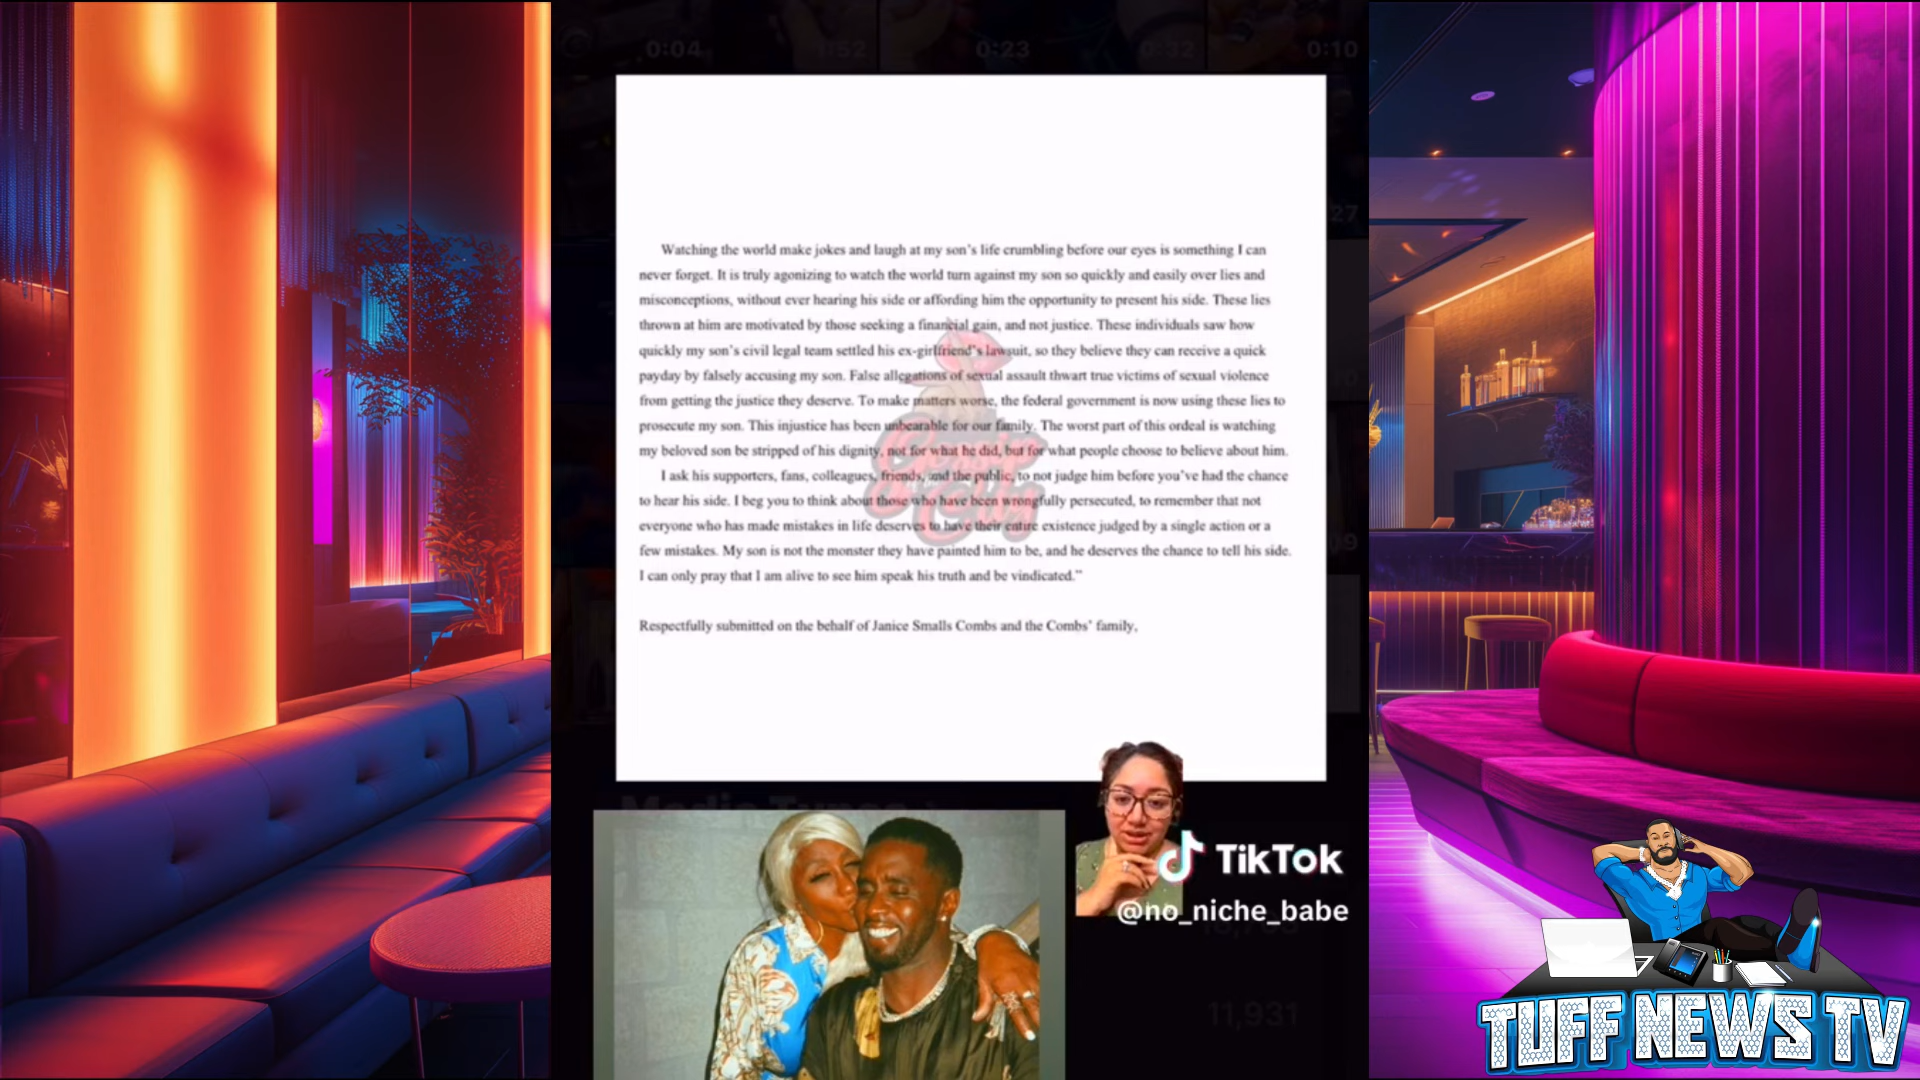 0:04
:52
0:23
0:32
0:10
27
Watching the world make jokes and laugh at my son's life crumbling before our eyes is something I can
never forget. It is truly agonizing to watch the world turn against my son so quickly and easily over lies and
misconceptions, without ever hearing his side or affording him the opportunity to present his side. These lies
thrown at him are motivated by those seeking a financial gain, and not justice. These individuals saw how
quickly my son's civil legal team settled his ex-girlfriend's lawsuit, so they believe they can receive a quick
payday by falsely accusing my son. False allegations of sexual assault thwart true victims of sexual violence
from getting the justice they deserve. To make matters worse, the federal government is now using these lies to
prosecute my son. This injustice has been unbearable for our family. The worst part of this ordeal is watching
my beloved son be stripped of his dignity, not for what he did, but for what people choose to believe about him.
I ask his supporters, fans, colleagues, friends, and the public, to not judge him before you've had the chance
to hear his side. I beg you to think about those who have been wrongfully persecuted, to remember that not
everyone who has made mistakes in life deserves to have their entire existence judged by a single action or a
few mistakes. My son is not the monster they have painted him to be, and he deserves the chance to tell his side.
I can only pray that I am alive to see him speak his truth and be vindicated."
Respectfully submitted on the behalf of Janice Smalls Combs and the Combs' family,
Media Types
TikTok
@no_niche_babe
11,931
TUFF NEWS TV